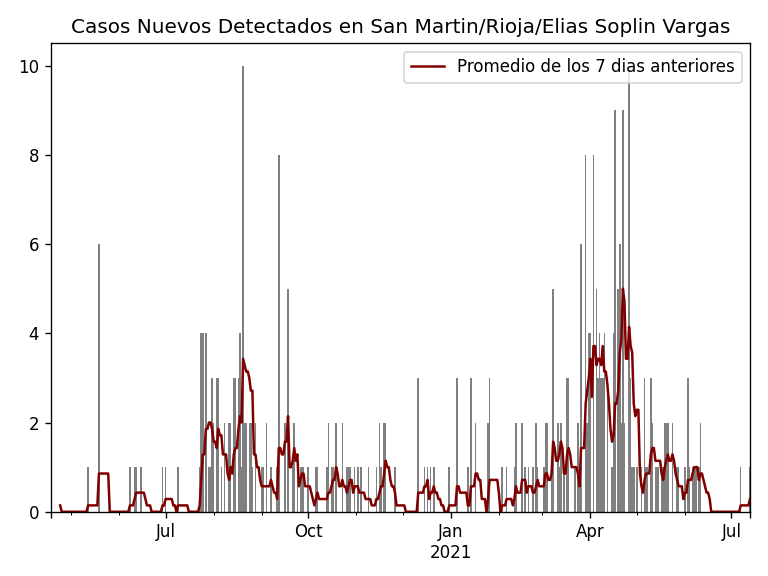 Casos Nuevos Detectados en San Martin/Rioja/Elias Soplin Vargas
Promedio de los 7 dias anteriores
10
8
6
4
2
0
Jul
Oct
Jan
Apr
Jul
2021